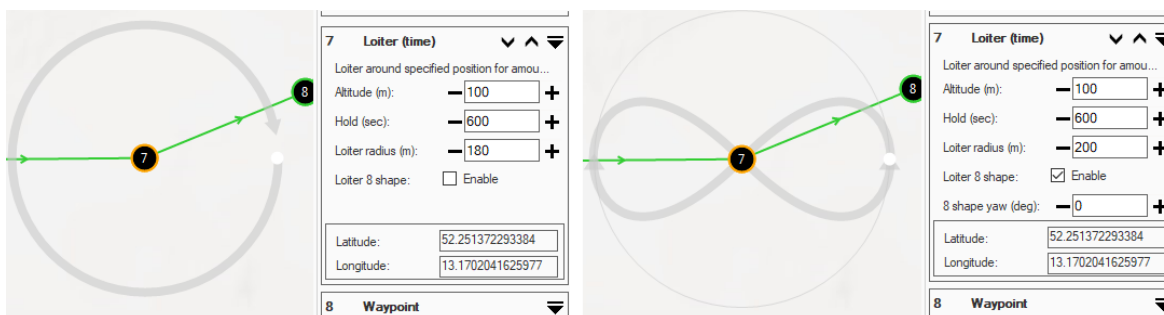 7 Loiter (time)
Loiter around specified position for amou...
Altitude (m): 100
Hold (sec): 600
Loiter radius (m): 180
Loiter 8 shape: Enable
Latitude: 52.251372293384
Longitude: 13.1702041625977
8 Waypoint
7
8
7 Loiter (time)
Loiter around specified position for amou...
Altitude (m): 100
Hold (sec): 600
Loiter radius (m): 200
Loiter 8 shape: Enable
8 shape yaw (deg): 0
Latitude: 52.251372293384
Longitude: 13.1702041625977
8 Waypoint
7
8